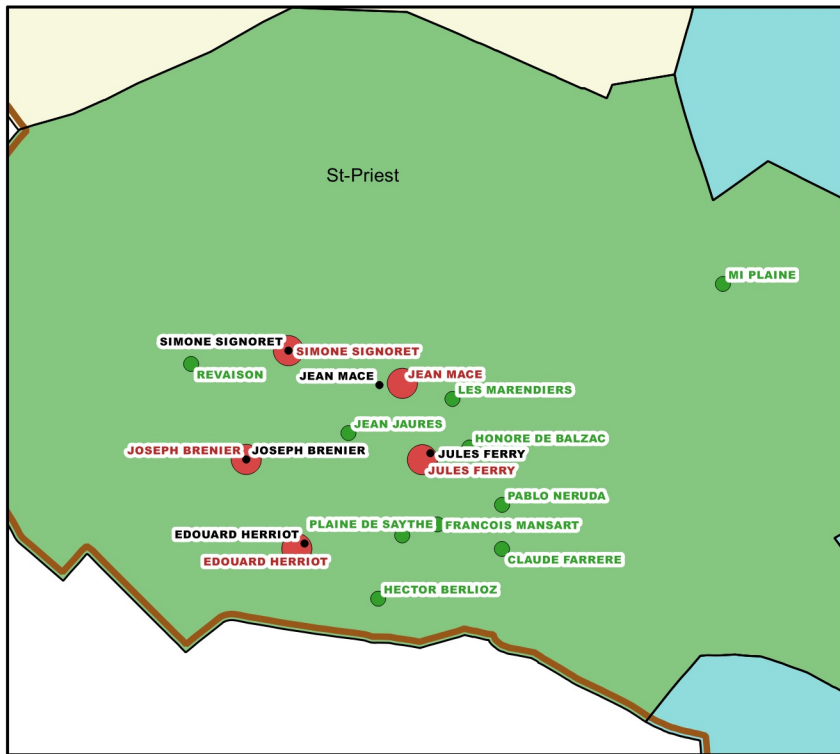 St-Priest
MI PLAINE
SIMONE SIGNORET
SIMONE SIGNORET
REVAISON
JEAN MACE
JEAN MACE
LES MARENDIERS
JEAN JAURES
HONORE DE BALZAC
JOSEPH BRENIER
JOSEPH BRENIER
JULES FERRY
JULES FERRY
PABLO NERUDA
PLAINE DE SAYTHE
FRANCOIS MANSART
EDOUARD HERRIOT
EDOUARD HERRIOT
CLAUDE FARRERE
HECTOR BERLIOZ